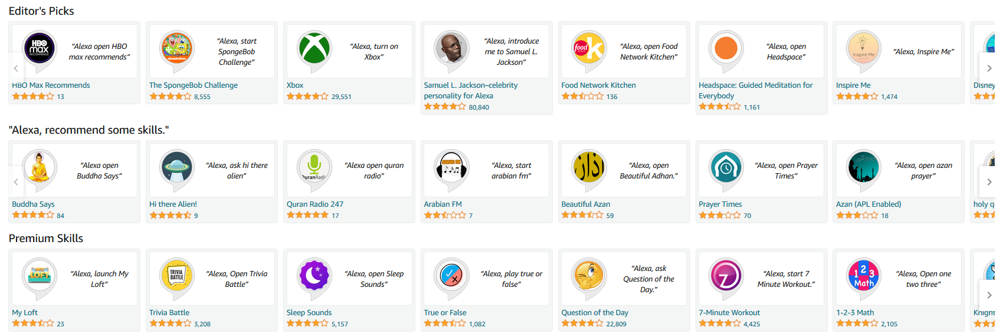 Editor's Picks
HBO
max
RECOMMENDS
“Alexa open HBO
max recommends”
HBO Max Recommends
13
nickelodeon
“Alexa, start
SpongeBob
Challenge”
The SpongeBob Challenge
8,555
“Alexa, turn on
Xbox”
Xbox
29,551
“Alexa, introduce
me to Samuel L.
Jackson”
Samuel L. Jackson–celebrity
personality for Alexa
80,840
food
network
k
“Alexa, open Food
Network Kitchen”
Food Network Kitchen
136
“Alexa, open
Headspace”
Headspace: Guided Meditation for
Everybody
1,161
Inspire Me
“Alexa, Inspire Me”
Inspire Me
1,474
Disney
"Alexa, recommend some skills."
“Alexa open
Buddha Says”
Buddha Says
84
“Alexa, ask hi there
alien”
Hi there Alien!
9
QuranRadi
“Alexa open quran
radio”
Quran Radio 247
17
ARABIAN FM
“Alexa, start
arabian fm”
Arabian FM
7
اذان
“Alexa, open
Beautiful Adhan.”
Beautiful Azan
59
“Alexa, open Prayer
Times”
Prayer Times
70
“Alexa, open azan
prayer”
Azan (APL Enabled)
18
holy q
Premium Skills
MY
LOFT
“Alexa, launch My
Loft”
My Loft
23
TRIVIA
BATTLE
“Alexa, Open Trivia
Battle”
Trivia Battle
3,208
“Alexa, open Sleep
Sounds”
Sleep Sounds
5,157
“Alexa, play true or
false”
True or False
1,082
“Alexa, ask
Question of the
Day.”
Question of the Day
22,809
7
“Alexa, start 7
Minute Workout.”
7-Minute Workout
4,425
1 2 3
Math
“Alexa, Open one
two three”
1-2-3 Math
2,105
Knight